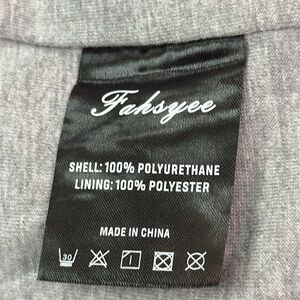 Fahsyee
SHELL: 100% POLYURETHANE
LINING: 100% POLYESTER
MADE IN CHINA
30